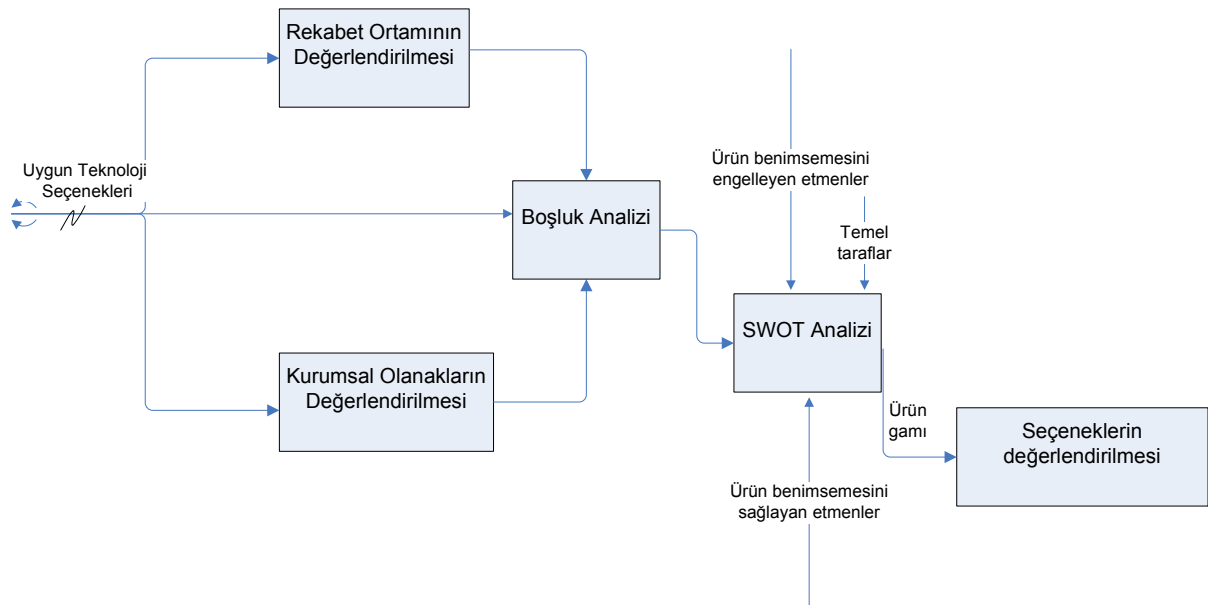 Rekabet Ortamının
Değerlendirilmesi
Uygun Teknoloji
Seçenekleri
Ürün benimsemesini
engelleyen etmenler
Boşluk Analizi
Temel
taraflar
SWOT Analizi
Kurumsal Olanakların
Değerlendirilmesi
Ürün
gamı
Seçeneklerin
değerlendirilmesi
Ürün benimsemesini
sağlayan etmenler